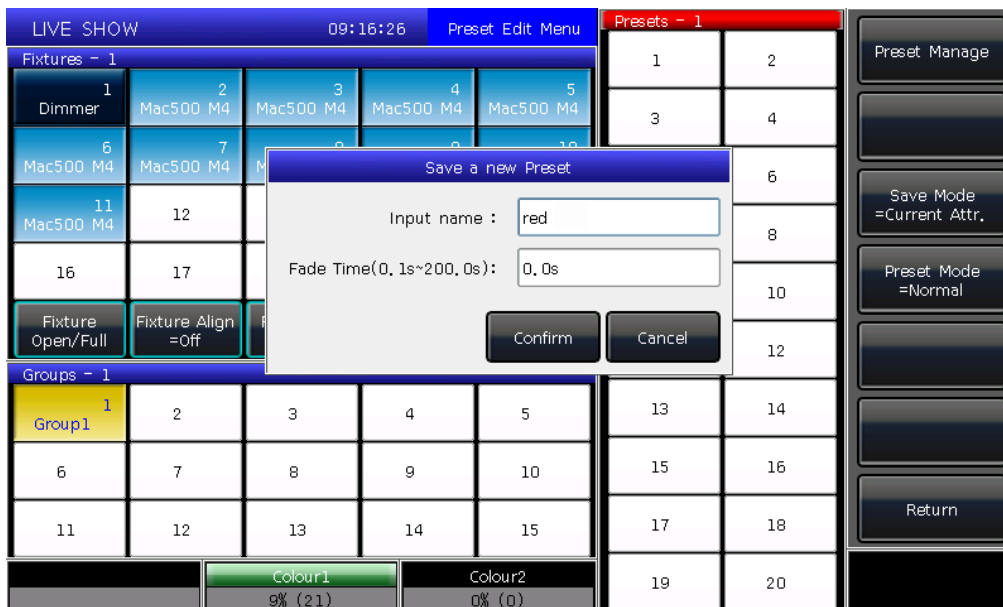 LIVE SHOW 09:16:26 Preset Edit Menu
Fixtures - 1
1
Dimmer
2
Mac500 M4
3
Mac500 M4
4
Mac500 M4
5
Mac500 M4
6
Mac500 M4
7
Mac500 M4
11
Mac500 M4
12
16
17
Fixture
Open/Full
Fixture Align
=Off
Save a new Preset
Input name :
red
Fade Time(0.1s~200.0s):
0.0s
Confirm
Cancel
Groups - 1
1
Group1
2
3
4
5
6
7
8
9
10
11
12
13
14
15
Colour1
9% (21)
Colour2
0% (0)
Presets - 1
1
2
3
4
6
8
10
12
13
14
15
16
17
18
19
20
Preset Manage
Save Mode
=Current Attr.
Preset Mode
=Normal
Return